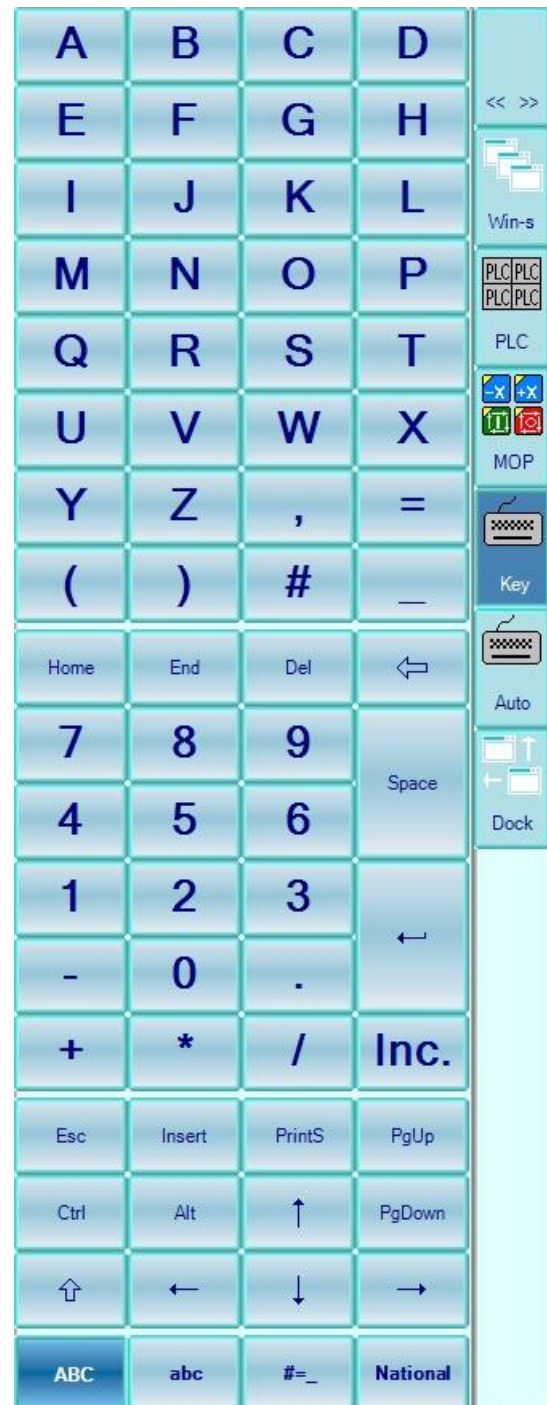 A B C D
E F G H
I J K L
M N O P
Q R S T
U V W X
Y Z , =
( ) # _
Home End Del ⇦
7 8 9
Space
4 5 6
1 2 3
↵
- 0 .
+ * / Inc.
Esc Insert PrintS PgUp
Ctrl Alt ↑ PgDown
⇧ ← ↓ →
ABC abc #=_ National
<< >>
Win-s
PLC PLC
PLC PLC
PLC
-X +X
MOP
Key
Auto
Dock